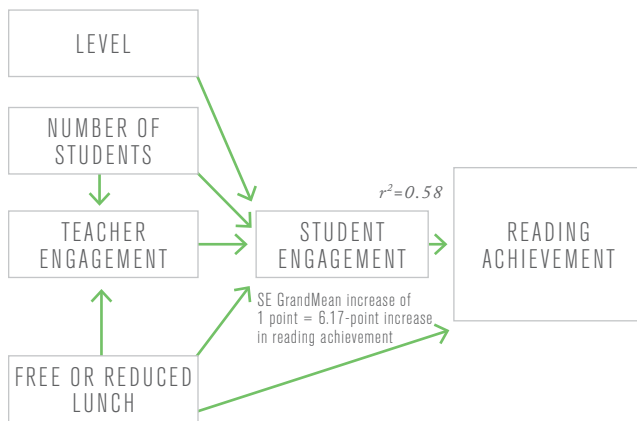 LEVEL
NUMBER OF
STUDENTS
TEACHER
ENGAGEMENT
FREE OR REDUCED
LUNCH
STUDENT
ENGAGEMENT
SE GrandMean increase of
1 point = 6.17-point increase
in reading achievement
r²=0.58
READING
ACHIEVEMENT